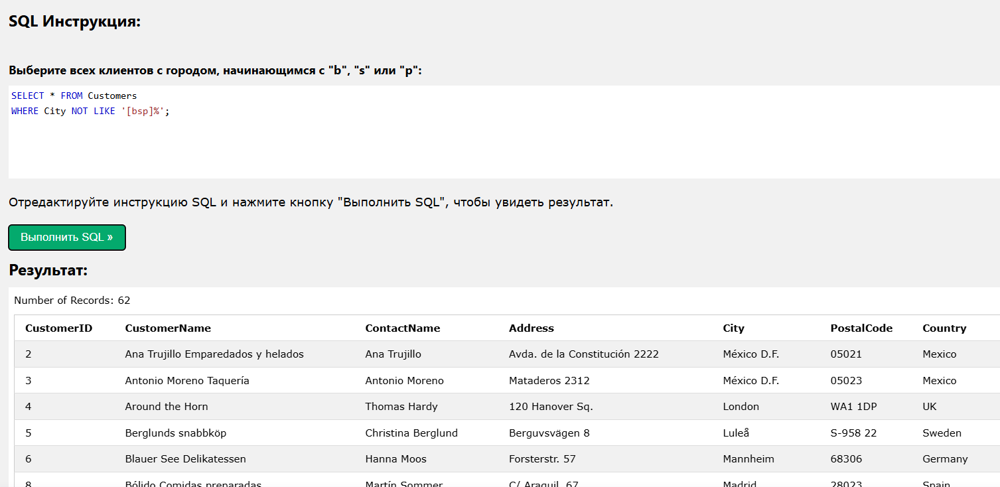 SQL Инструкция:
Выберите всех клиентов с городом, начинающимся с "b", "s" или "p":
SELECT * FROM Customers
WHERE City NOT LIKE '[bsp]%';
Отредактируйте инструкцию SQL и нажмите кнопку "Выполнить SQL", чтобы увидеть результат.
Выполнить SQL »
Результат:
Number of Records: 62
CustomerID CustomerName ContactName Address City PostalCode Country
2 Ana Trujillo Emparedados y helados Ana Trujillo Avda. de la Constitución 2222 México D.F. 05021 Mexico
3 Antonio Moreno Taquería Antonio Moreno Mataderos 2312 México D.F. 05023 Mexico
4 Around the Horn Thomas Hardy 120 Hanover Sq. London WA1 1DP UK
5 Berglunds snabbköp Christina Berglund Berguvsvägen 8 Luleå S-958 22 Sweden
6 Blauer See Delikatessen Hanna Moos Forsterstr. 57 Mannheim 68306 Germany
8 Bólido Comidas preparadas Martín Sommer C/ Araquil, 67 Madrid 28023 Spain